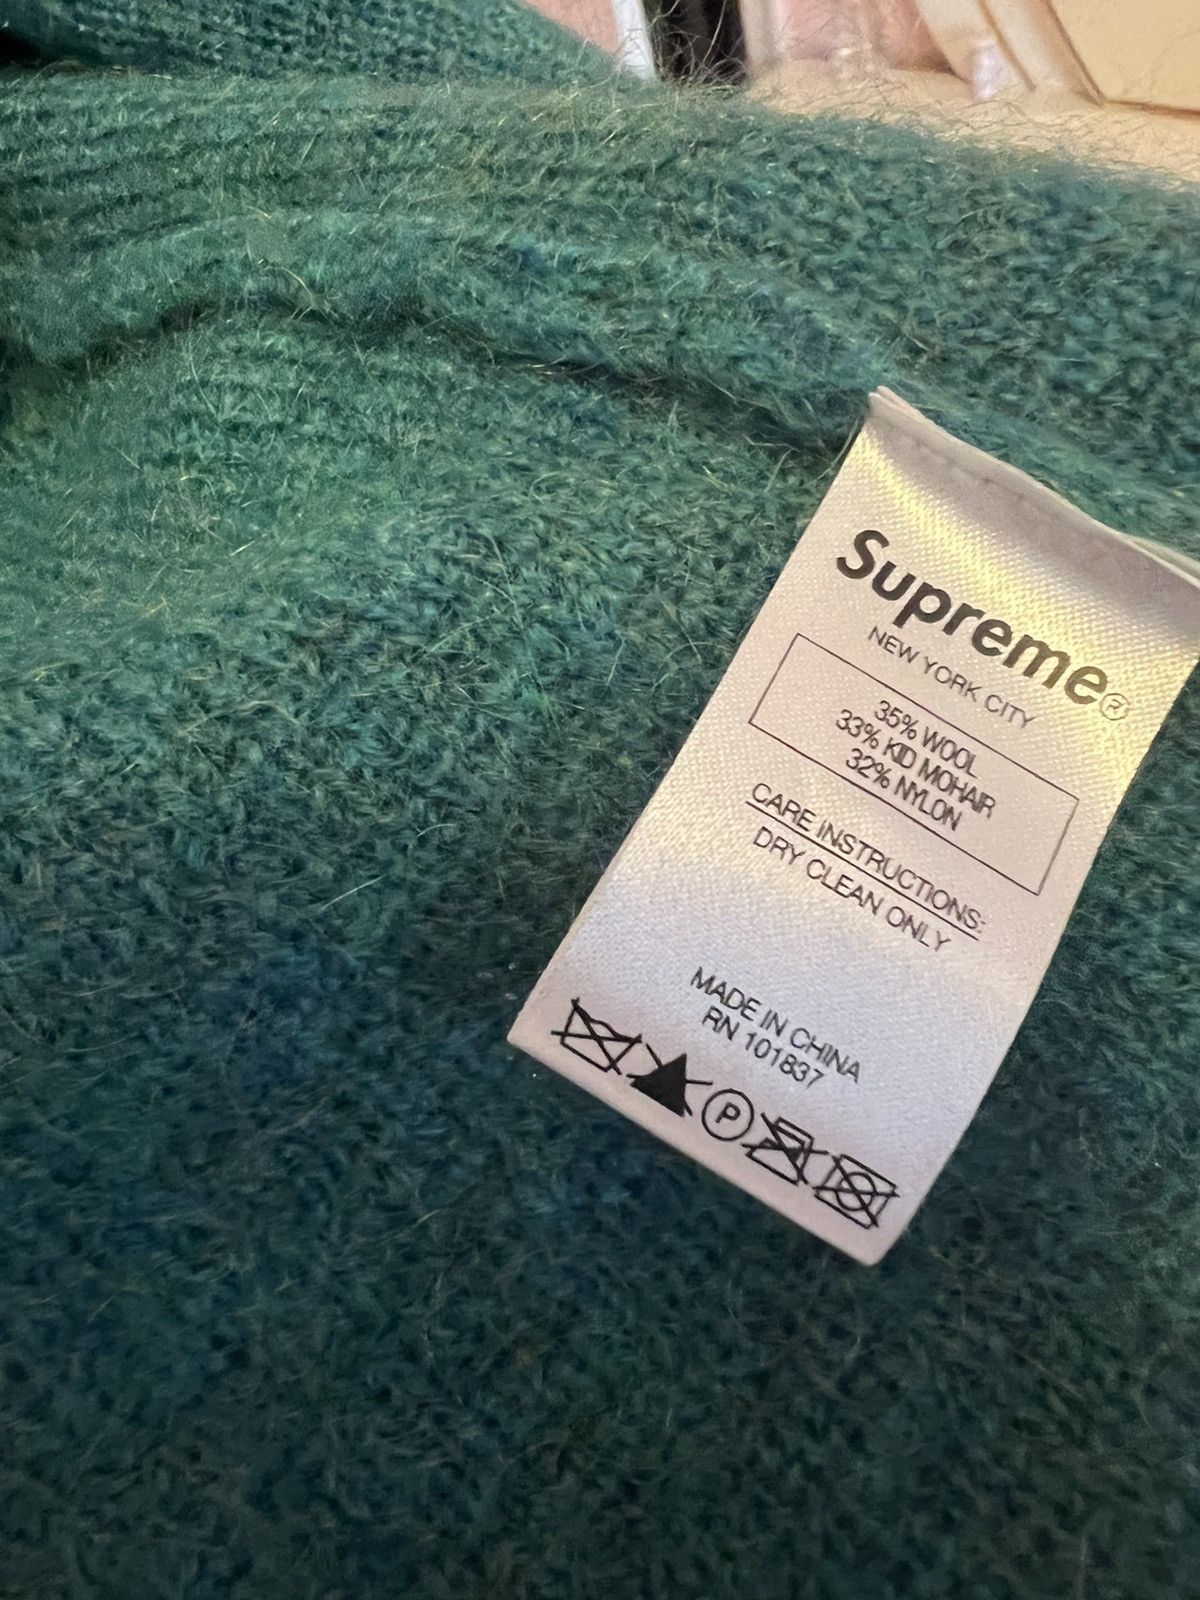 Supreme®
NEW YORK CITY
35% WOOL
33% KID MOHAIR
32% NYLON
CARE INSTRUCTIONS:
DRY CLEAN ONLY
MADE IN CHINA
RN 101837
P